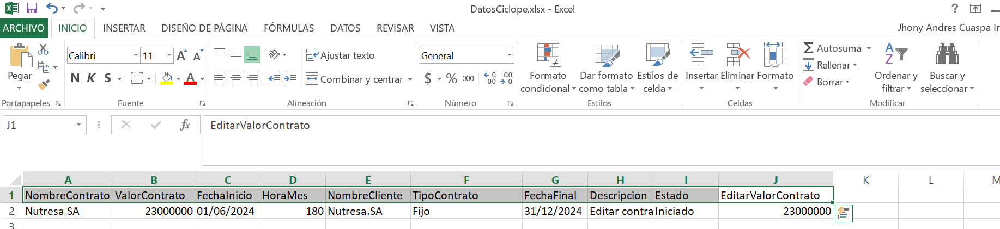 DatosCiclope.xlsx - Excel
ARCHIVO INICIO INSERTAR DISEÑO DE PÁGINA FÓRMULAS DATOS REVISAR VISTA Jhony Andres Cuaspa Ir
Pegar
Portapapeles
Calibri 11
N K S
Fuente
Ajustar texto
Combinar y centrar
Alineación
General
$ % 000
Número
Formato condicional
Dar formato como tabla
Estilos de celda
Estilos
Insertar Eliminar Formato
Celdas
Autosuma
Rellenar
Borrar
Ordenar y filtrar
Buscar y seleccionar
Modificar
J1 fx EditarValorContrato
A B C D E F G H I J K L M
1 NombreContrato ValorContrato FechaInicio HoraMes NombreCliente TipoContrato FechaFinal Descripcion Estado EditarValorContrato
2 Nutresa SA 23000000 01/06/2024 180 Nutresa.SA Fijo 31/12/2024 Editar contra Iniciado 23000000
3